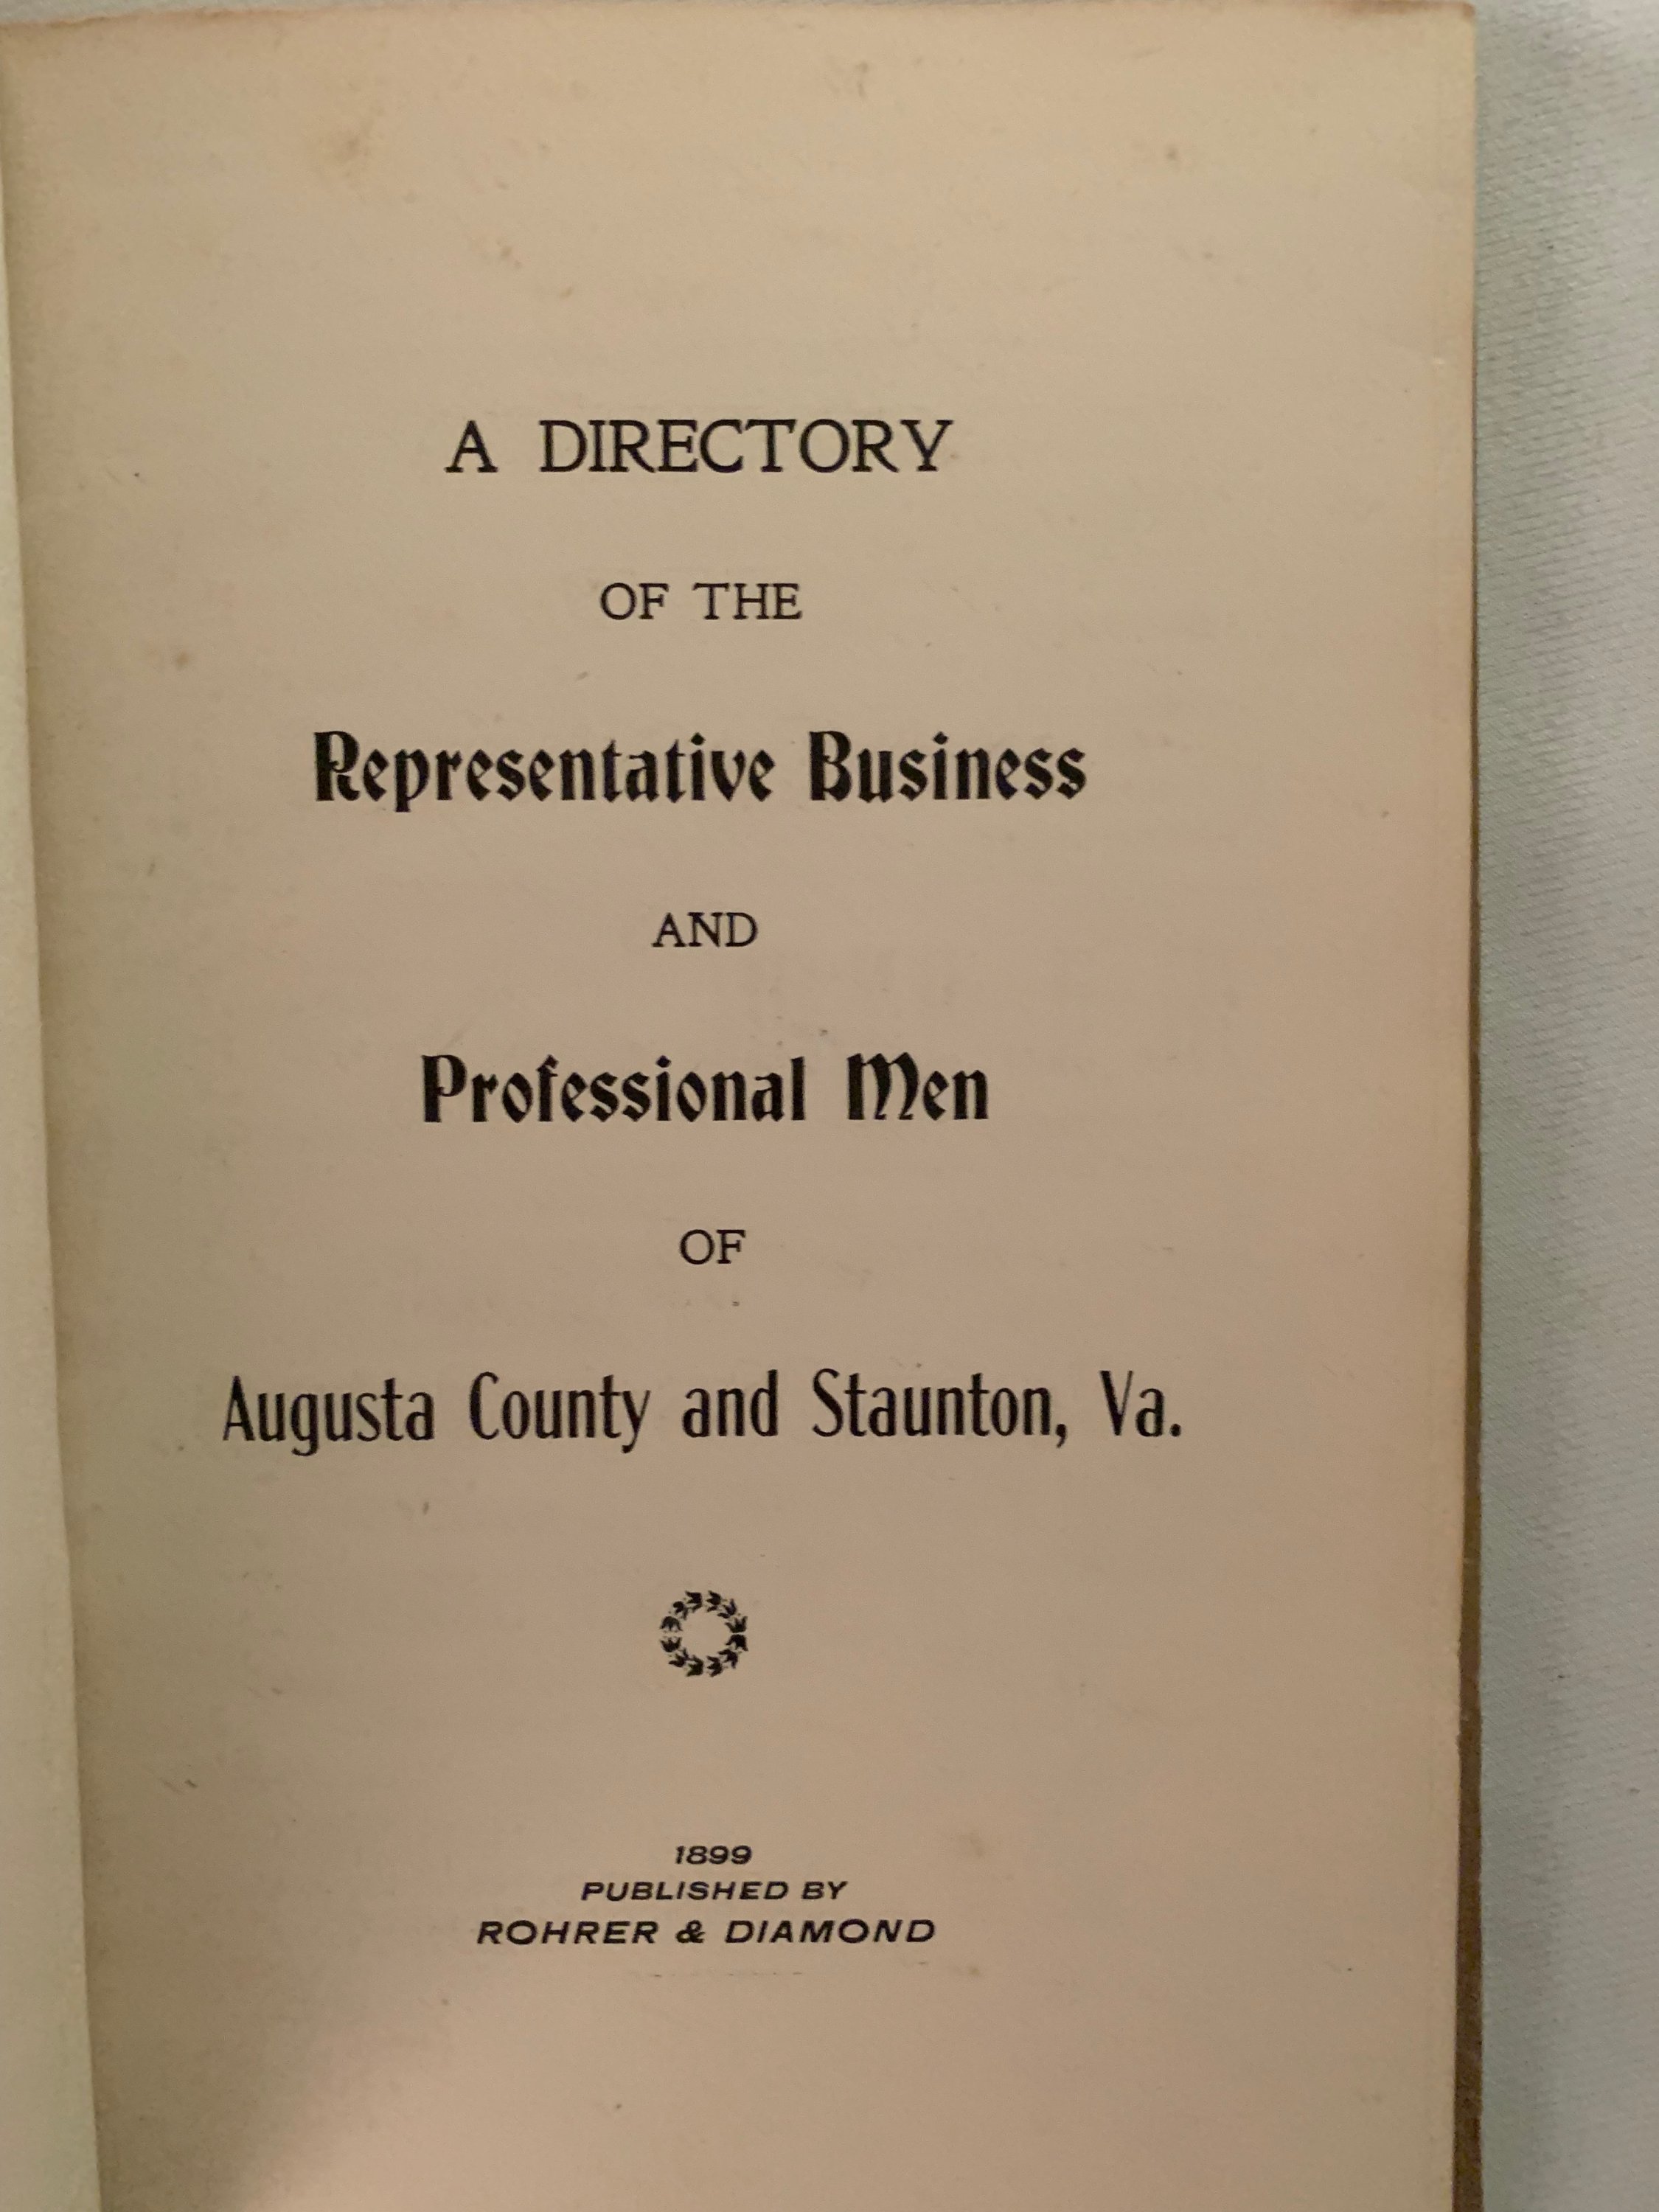 A DIRECTORY
OF THE
Representative Business
AND
Professional Men
OF
Augusta County and Staunton, Va.
1899
PUBLISHED BY
ROHRER & DIAMOND